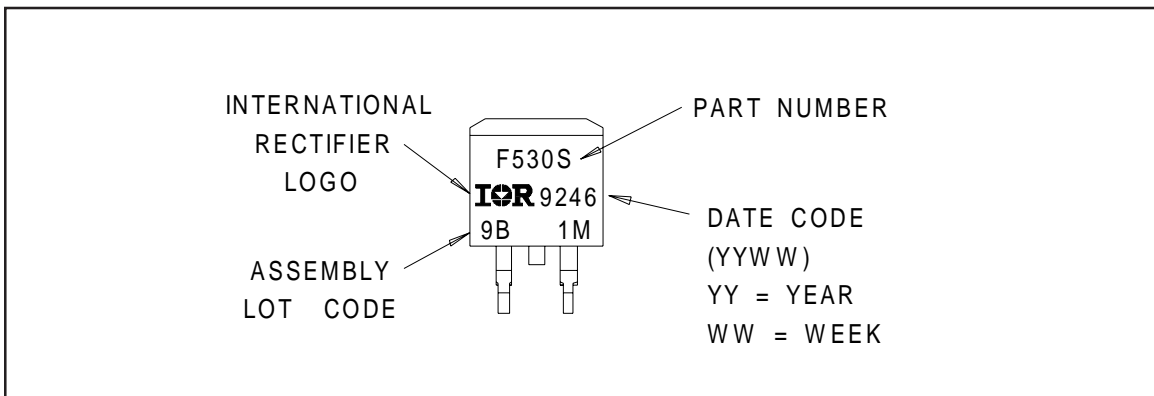 INTERNATIONAL
RECTIFIER
LOGO
PART NUMBER
F530S
IOR 9246
9B 1M
ASSEMBLY
LOT CODE
DATE CODE
(YYWW)
YY = YEAR
WW = WEEK